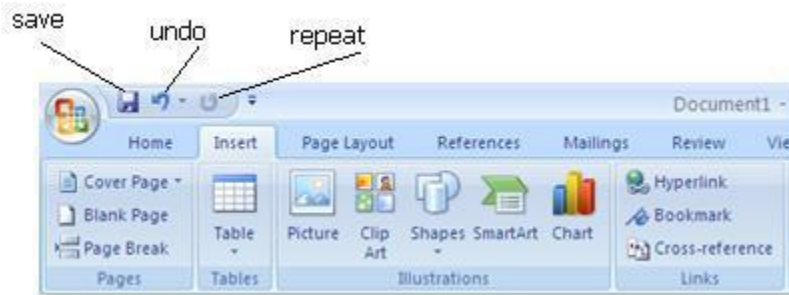 save
undo
repeat
Document1 -
Home Insert Page Layout References Mailings Review Vie
Cover Page
Blank Page
Page Break
Pages
Table
Tables
Picture
Clip
Art
Shapes
SmartArt
Chart
Illustrations
Hyperlink
Bookmark
Cross-reference
Links